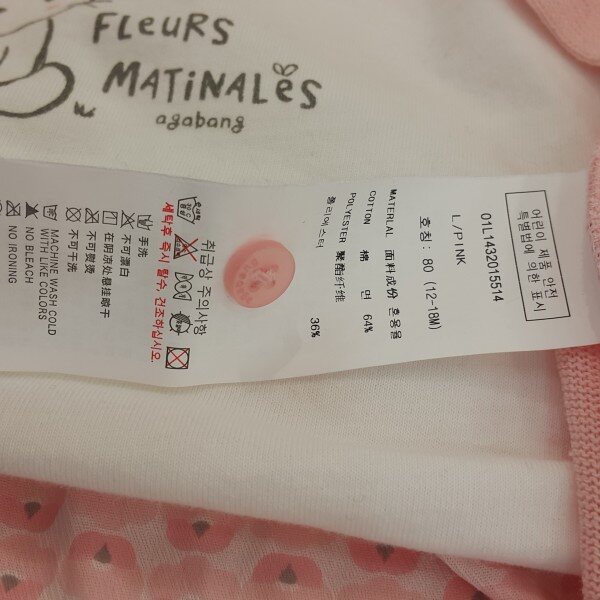 FLEURS
MATINALES
agabang
어린이 제품 안전
특별법에 의한 표시
01L1432015514
L/PINK
호칭: 80 (12-18M)
MATERLAL 面料成份 혼용율
COTTON 棉 면 64%
POLYESTER 聚酯纤维
폴리에스터 36%
취급상 주의사항
세탁후 즉시 탈수, 건조하십시오.
手洗
不可漂白
在阴凉处悬挂晾干
不可熨烫
不可干洗
MACHINE WASH COLD
WITH LIKE COLORS
NO BLEACH
NO IRONING